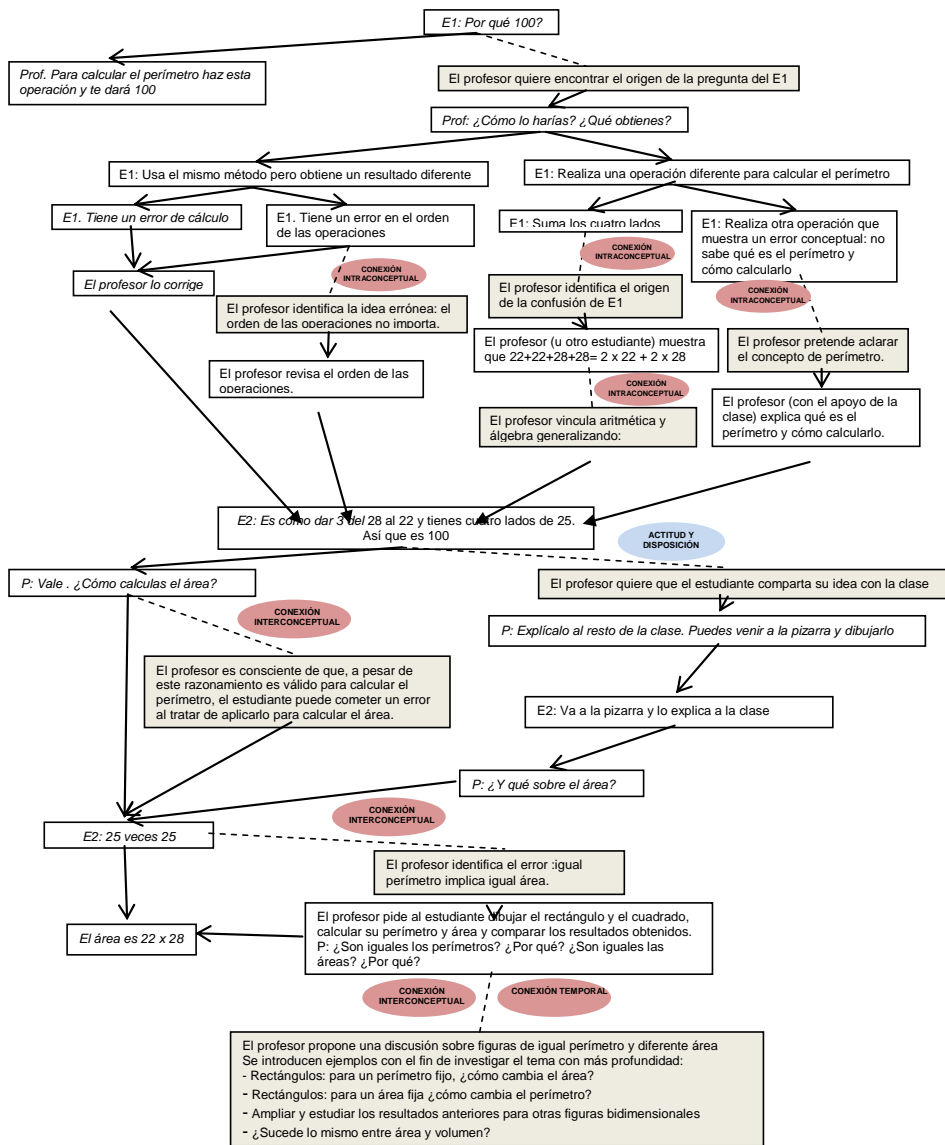 E1: Por qué 100?
Prof. Para calcular el perímetro haz esta
operación y te dará 100
El profesor quiere encontrar el origen de la pregunta del E1
Prof: ¿Cómo lo harías? ¿Qué obtienes?
E1: Usa el mismo método pero obtiene un resultado diferente
E1: Realiza una operación diferente para calcular el perímetro
E1. Tiene un error de cálculo
E1. Tiene un error en el orden
de las operaciones
E1: Suma los cuatro lados
E1: Realiza otra operación que
muestra un error conceptual: no
sabe qué es el perímetro y
cómo calcularlo
CONEXIÓN
INTRACONCEPTUAL
El profesor lo corrige
CONEXIÓN
INTRACONCEPTUAL
El profesor identifica el origen
de la confusión de E1
CONEXIÓN
INTRACONCEPTUAL
El profesor identifica la idea errónea: el
orden de las operaciones no importa.
El profesor (u otro estudiante) muestra
que 22+22+28+28= 2 x 22 + 2 x 28
El profesor pretende aclarar
el concepto de perímetro.
El profesor revisa el orden de las
operaciones.
CONEXIÓN
INTRACONCEPTUAL
El profesor vincula aritmética y
álgebra generalizando:
El profesor (con el apoyo de la
clase) explica qué es el
perímetro y cómo calcularlo.
E2: Es como dar 3 del 28 al 22 y tienes cuatro lados de 25.
Así que es 100
ACTITUD Y
DISPOSICIÓN
P: Vale . ¿Cómo calculas el área?
El profesor quiere que el estudiante comparta su idea con la clase
CONEXIÓN
INTERCONCEPTUAL
P: Explícalo al resto de la clase. Puedes venir a la pizarra y dibujarlo
El profesor es consciente de que, a pesar de
este razonamiento es válido para calcular el
perímetro, el estudiante puede cometer un error
al tratar de aplicarlo para calcular el área.
E2: Va a la pizarra y lo explica a la clase
P: ¿Y qué sobre el área?
CONEXIÓN
INTERCONCEPTUAL
E2: 25 veces 25
El profesor identifica el error :igual
perímetro implica igual área.
El área es 22 x 28
El profesor pide al estudiante dibujar el rectángulo y el cuadrado,
calcular su perímetro y área y comparar los resultados obtenidos.
P: ¿Son iguales los perímetros? ¿Por qué? ¿Son iguales las
áreas? ¿Por qué?
CONEXIÓN
INTERCONCEPTUAL
CONEXIÓN TEMPORAL
El profesor propone una discusión sobre figuras de igual perímetro y diferente área
Se introducen ejemplos con el fin de investigar el tema con más profundidad:
- Rectángulos: para un perímetro fijo, ¿cómo cambia el área?
- Rectángulos: para un área fija ¿cómo cambia el perímetro?
- Ampliar y estudiar los resultados anteriores para otras figuras bidimensionales
- ¿Sucede lo mismo entre área y volumen?